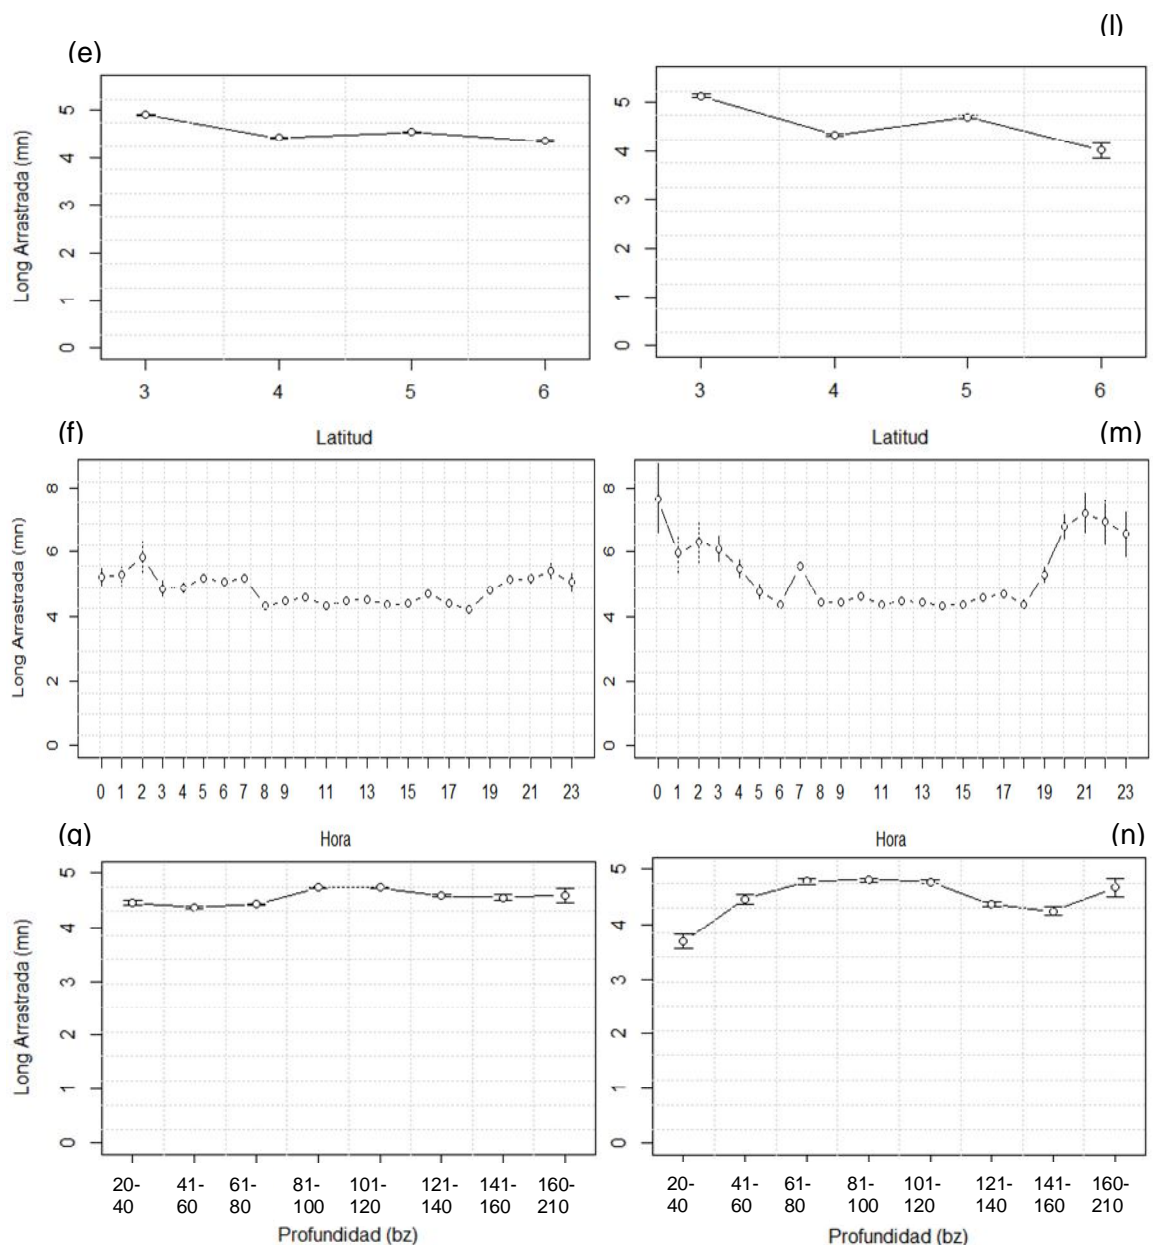 (e)
(l)
Long Arrastrada (mn)
5
4
3
2
1
0
3 4 5 6
Latitud
5
4
3
2
1
0
3 4 5 6
Latitud
(f)
(m)
Long Arrastrada (mn)
8
6
4
2
0
0 1 2 3 4 5 6 7 8 9 11 13 15 17 19 21 23
Hora
8
6
4
2
0
0 1 2 3 4 5 6 7 8 9 11 13 15 17 19 21 23
Hora
(g)
(n)
Long Arrastrada (mn)
5
4
3
2
1
0
20- 41- 61- 81- 101- 121- 141- 160-
40 60 80 100 120 140 160 210
Profundidad (bz)
5
4
3
2
1
0
20- 41- 61- 81- 101- 121- 141- 160-
40 60 80 100 120 140 160 210
Profundidad (bz)